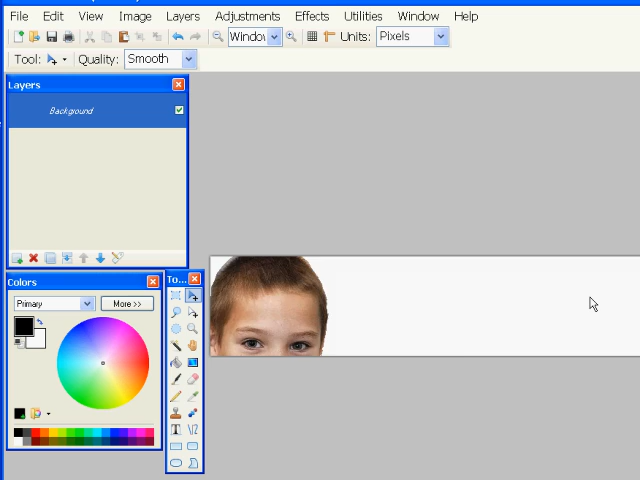 File Edit View Image Layers Adjustments Effects Utilities Window Help
Window Units: Pixels
Tool: Quality: Smooth
Layers
Background
Colors
Primary More >>
To...
T